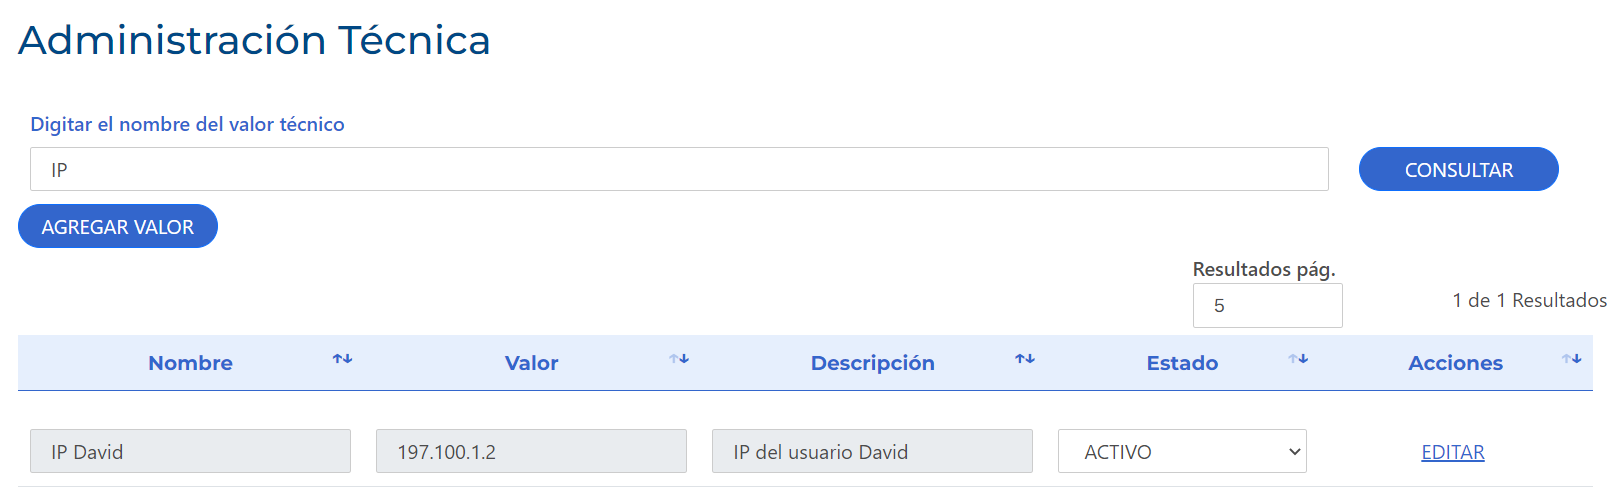 Administración Técnica
Digitar el nombre del valor técnico
IP
CONSULTAR
AGREGAR VALOR
Resultados pág.
5
1 de 1 Resultados
Nombre Valor Descripción Estado Acciones
IP David 197.100.1.2 IP del usuario David ACTIVO EDITAR